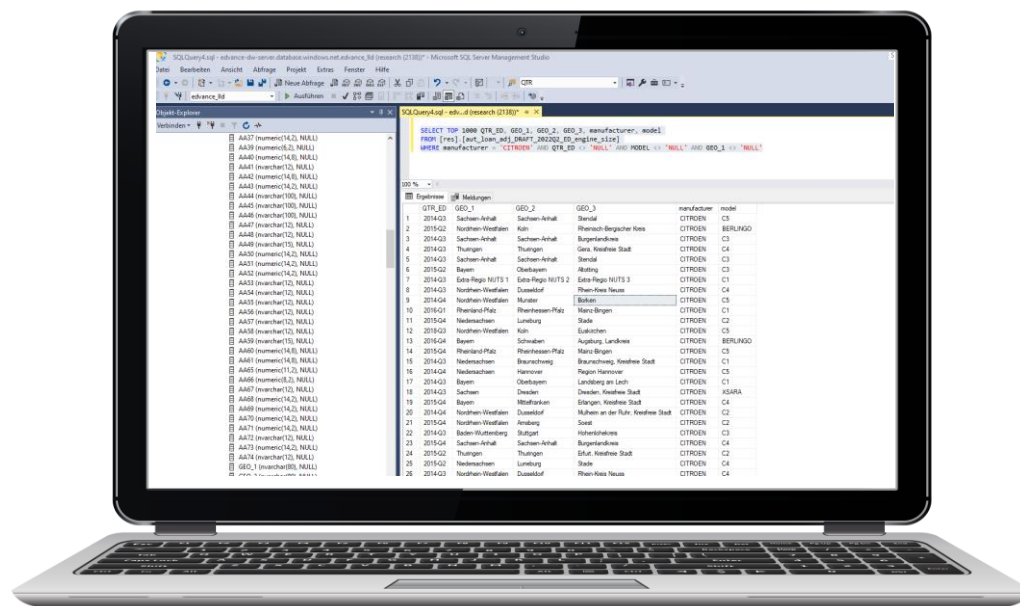 SQLQuery4.sql - edvance-dw-server.database.windows.net.edvance_lld (research (2138))* - Microsoft SQL Server Management Studio
Datei Bearbeiten Ansicht Abfrage Projekt Extras Fenster Hilfe
Neue Abfrage QTR
edvance_lld Ausführen
Objekt-Explorer
Verbinden
AA37 (numeric(14,2), NULL)
AA39 (numeric(6,2), NULL)
AA40 (numeric(14,8), NULL)
AA41 (nvarchar(12), NULL)
AA42 (numeric(14,8), NULL)
AA43 (numeric(14,2), NULL)
AA44 (nvarchar(100), NULL)
AA45 (nvarchar(100), NULL)
AA46 (nvarchar(100), NULL)
AA47 (nvarchar(12), NULL)
AA48 (nvarchar(12), NULL)
AA49 (nvarchar(15), NULL)
AA50 (numeric(14,2), NULL)
AA51 (numeric(14,2), NULL)
AA52 (numeric(14,2), NULL)
AA53 (nvarchar(12), NULL)
AA54 (nvarchar(12), NULL)
AA55 (nvarchar(12), NULL)
AA56 (nvarchar(12), NULL)
AA57 (nvarchar(12), NULL)
AA58 (nvarchar(12), NULL)
AA59 (nvarchar(15), NULL)
AA60 (numeric(14,8), NULL)
AA61 (numeric(14,8), NULL)
AA65 (numeric(11,2), NULL)
AA66 (numeric(8,2), NULL)
AA67 (nvarchar(12), NULL)
AA68 (numeric(14,2), NULL)
AA69 (numeric(14,2), NULL)
AA70 (numeric(14,2), NULL)
AA71 (numeric(14,2), NULL)
AA72 (nvarchar(12), NULL)
AA73 (numeric(14,2), NULL)
AA74 (nvarchar(12), NULL)
GEO_1 (nvarchar(80), NULL)
SQLQuery4.sql - edv...d (research (2138))*
SELECT TOP 1000 QTR_ED, GEO_1, GEO_2, GEO_3, manufacturer, model
FROM [res].[aut_loan_adj_DRAFT_2022Q2_ED_engine_size]
WHERE manufacturer = 'CITROEN' AND QTR_ED <> 'NULL' AND MODEL <> 'NULL' AND GEO_1 <> 'NULL'
100 %
Ergebnisse Meldungen
QTR_ED GEO_1 GEO_2 GEO_3 manufacturer model
1 2014-Q3 Sachsen-Anhalt Sachsen-Anhalt Stendal CITROEN C5
2 2015-Q2 Nordrhein-Westfalen Koln Rheinisch-Bergischer Kreis CITROEN BERLINGO
3 2014-Q3 Sachsen-Anhalt Sachsen-Anhalt Burgenlandkreis CITROEN C3
4 2014-Q3 Thuringen Thuringen Gera, Kreisfreie Stadt CITROEN C4
5 2014-Q3 Sachsen-Anhalt Sachsen-Anhalt Stendal CITROEN C3
6 2015-Q2 Bayern Oberbayern Altotting CITROEN C3
7 2014-Q3 Extra-Regio NUTS 1 Extra-Regio NUTS 2 Extra-Regio NUTS 3 CITROEN C1
8 2014-Q3 Nordrhein-Westfalen Dusseldorf Rhein-Kreis Neuss CITROEN C4
9 2014-Q4 Nordrhein-Westfalen Munster Borken CITROEN C5
10 2016-Q1 Rheinland-Pfalz Rheinhessen-Pfalz Mainz-Bingen CITROEN C1
11 2015-Q4 Niedersachsen Luneburg Stade CITROEN C2
12 2018-Q3 Nordrhein-Westfalen Koln Euskirchen CITROEN C5
13 2016-Q4 Bayern Schwaben Augsburg, Landkreis CITROEN BERLINGO
14 2015-Q4 Rheinland-Pfalz Rheinhessen-Pfalz Mainz-Bingen CITROEN C5
15 2014-Q3 Niedersachsen Braunschweig Braunschweig, Kreisfreie Stadt CITROEN C1
16 2014-Q4 Niedersachsen Hannover Region Hannover CITROEN C5
17 2014-Q3 Bayern Oberbayern Landsberg am Lech CITROEN C1
18 2014-Q3 Sachsen Dresden Dresden, Kreisfreie Stadt CITROEN XSARA
19 2015-Q4 Bayern Mittelfranken Erlangen, Kreisfreie Stadt CITROEN C4
20 2014-Q4 Nordrhein-Westfalen Dusseldorf Mulheim an der Ruhr, Kreisfreie Stadt CITROEN C2
21 2015-Q4 Nordrhein-Westfalen Arnsberg Soest CITROEN C2
22 2014-Q3 Baden-Wurttemberg Stuttgart Hohenlohekreis CITROEN C3
23 2015-Q4 Sachsen-Anhalt Sachsen-Anhalt Burgenlandkreis CITROEN C4
24 2015-Q2 Thuringen Thuringen Erfurt, Kreisfreie Stadt CITROEN C2
25 2015-Q2 Niedersachsen Luneburg Stade CITROEN C4
26 2014-Q3 Nordrhein-Westfalen Dusseldorf Rhein-Kreis Neuss CITROEN C4